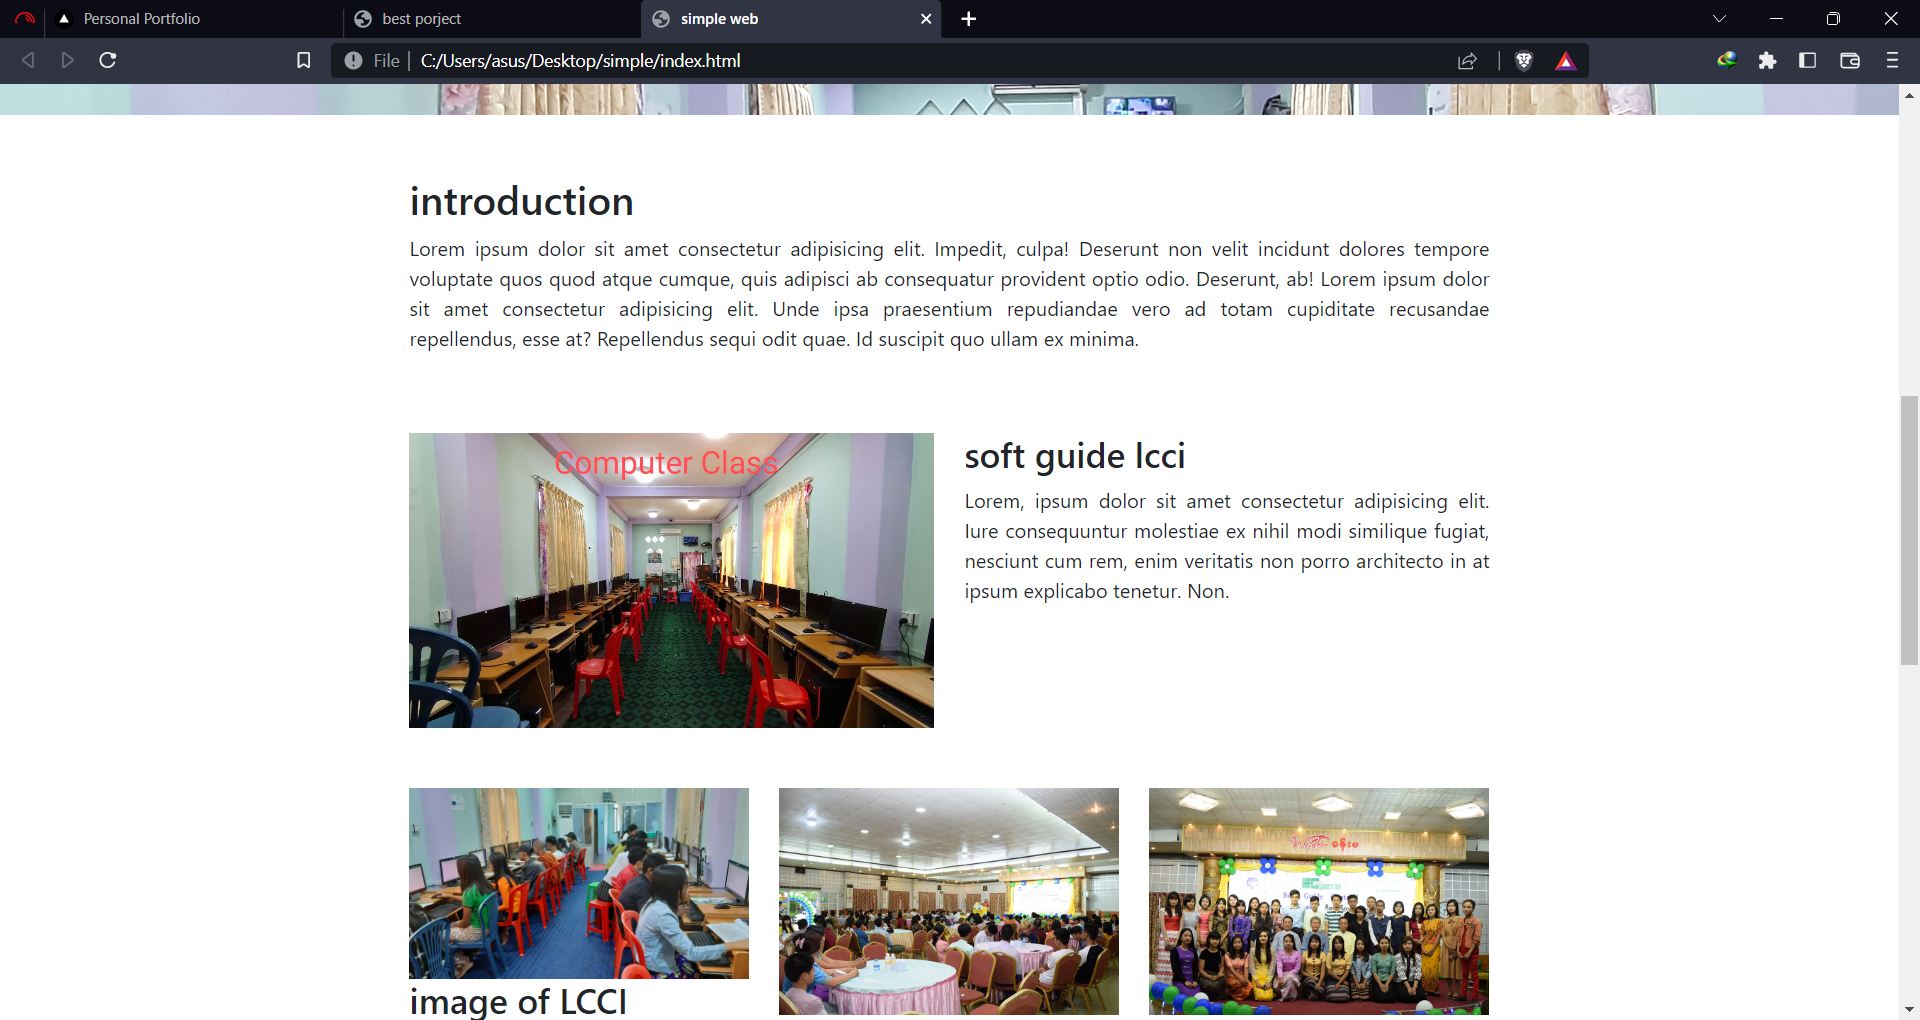 Personal Portfolio
best porject
simple web
File
C:/Users/asus/Desktop/simple/index.html
introduction
Lorem ipsum dolor sit amet consectetur adipisicing elit. Impedit, culpa! Deserunt non velit incidunt dolores tempore
voluptate quos quod atque cumque, quis adipisci ab consequatur provident optio odio. Deserunt, ab! Lorem ipsum dolor
sit amet consectetur adipisicing elit. Unde ipsa praesentium repudiandae vero ad totam cupiditate recusandae
repellendus, esse at? Repellendus sequi odit quae. Id suscipit quo ullam ex minima.
Computer Class
soft guide lcci
Lorem, ipsum dolor sit amet consectetur adipisicing elit.
Iure consequuntur molestiae ex nihil modi similique fugiat,
nesciunt cum rem, enim veritatis non porro architecto in at
ipsum explicabo tenetur. Non.
image of LCCI